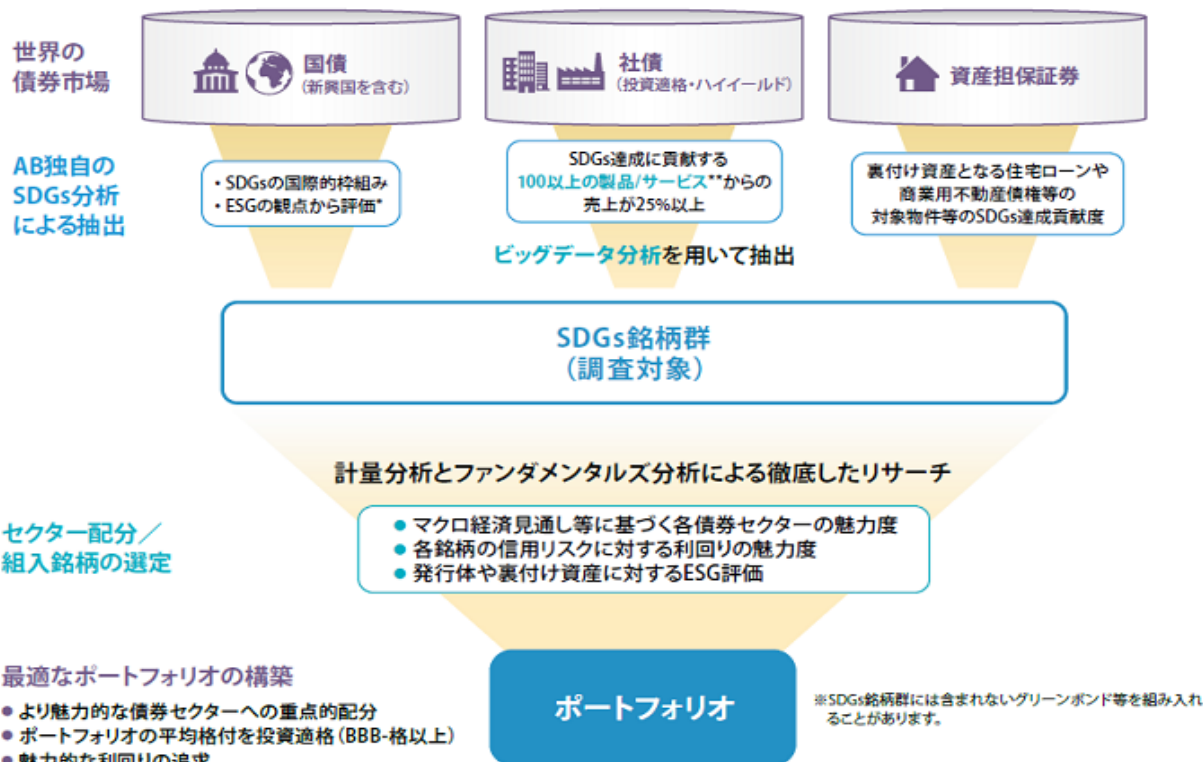 世界の
債券市場
国債
(新興国を含む)
社債
(投資適格・ハイイールド)
資産担保証券
AB独自の
SDGs分析
による抽出
・SDGsの国際的枠組み
・ESGの観点から評価*
SDGs達成に貢献する
100以上の製品/サービス**からの
売上が25%以上
裏付け資産となる住宅ローンや
商業用不動産債権等の
対象物件等のSDGs達成貢献度
ビッグデータ分析を用いて抽出
SDGs銘柄群
(調査対象)
計量分析とファンダメンタルズ分析による徹底したリサーチ
セクター配分／
組入銘柄の選定
● マクロ経済見通し等に基づく各債券セクターの魅力度
● 各銘柄の信用リスクに対する利回りの魅力度
● 発行体や裏付け資産に対するESG評価
最適なポートフォリオの構築
● より魅力的な債券セクターへの重点的配分
● ポートフォリオの平均格付を投資適格(BBB-格以上)
● 魅力的な利回りの追求
ポートフォリオ
※SDGs銘柄群には含まれないグリーンボンド等を組み入れ
ることがあります。